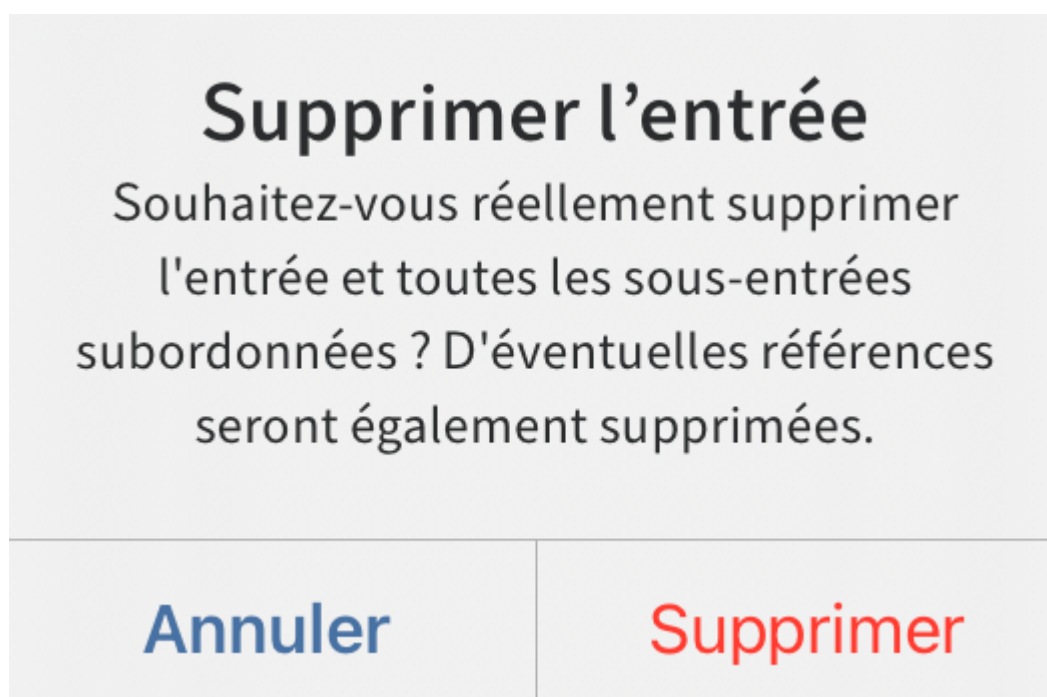 Supprimer l’entrée
Souhaitez-vous réellement supprimer
l'entrée et toutes les sous-entrées
subordonnées ? D'éventuelles références
seront également supprimées.
Annuler
Supprimer